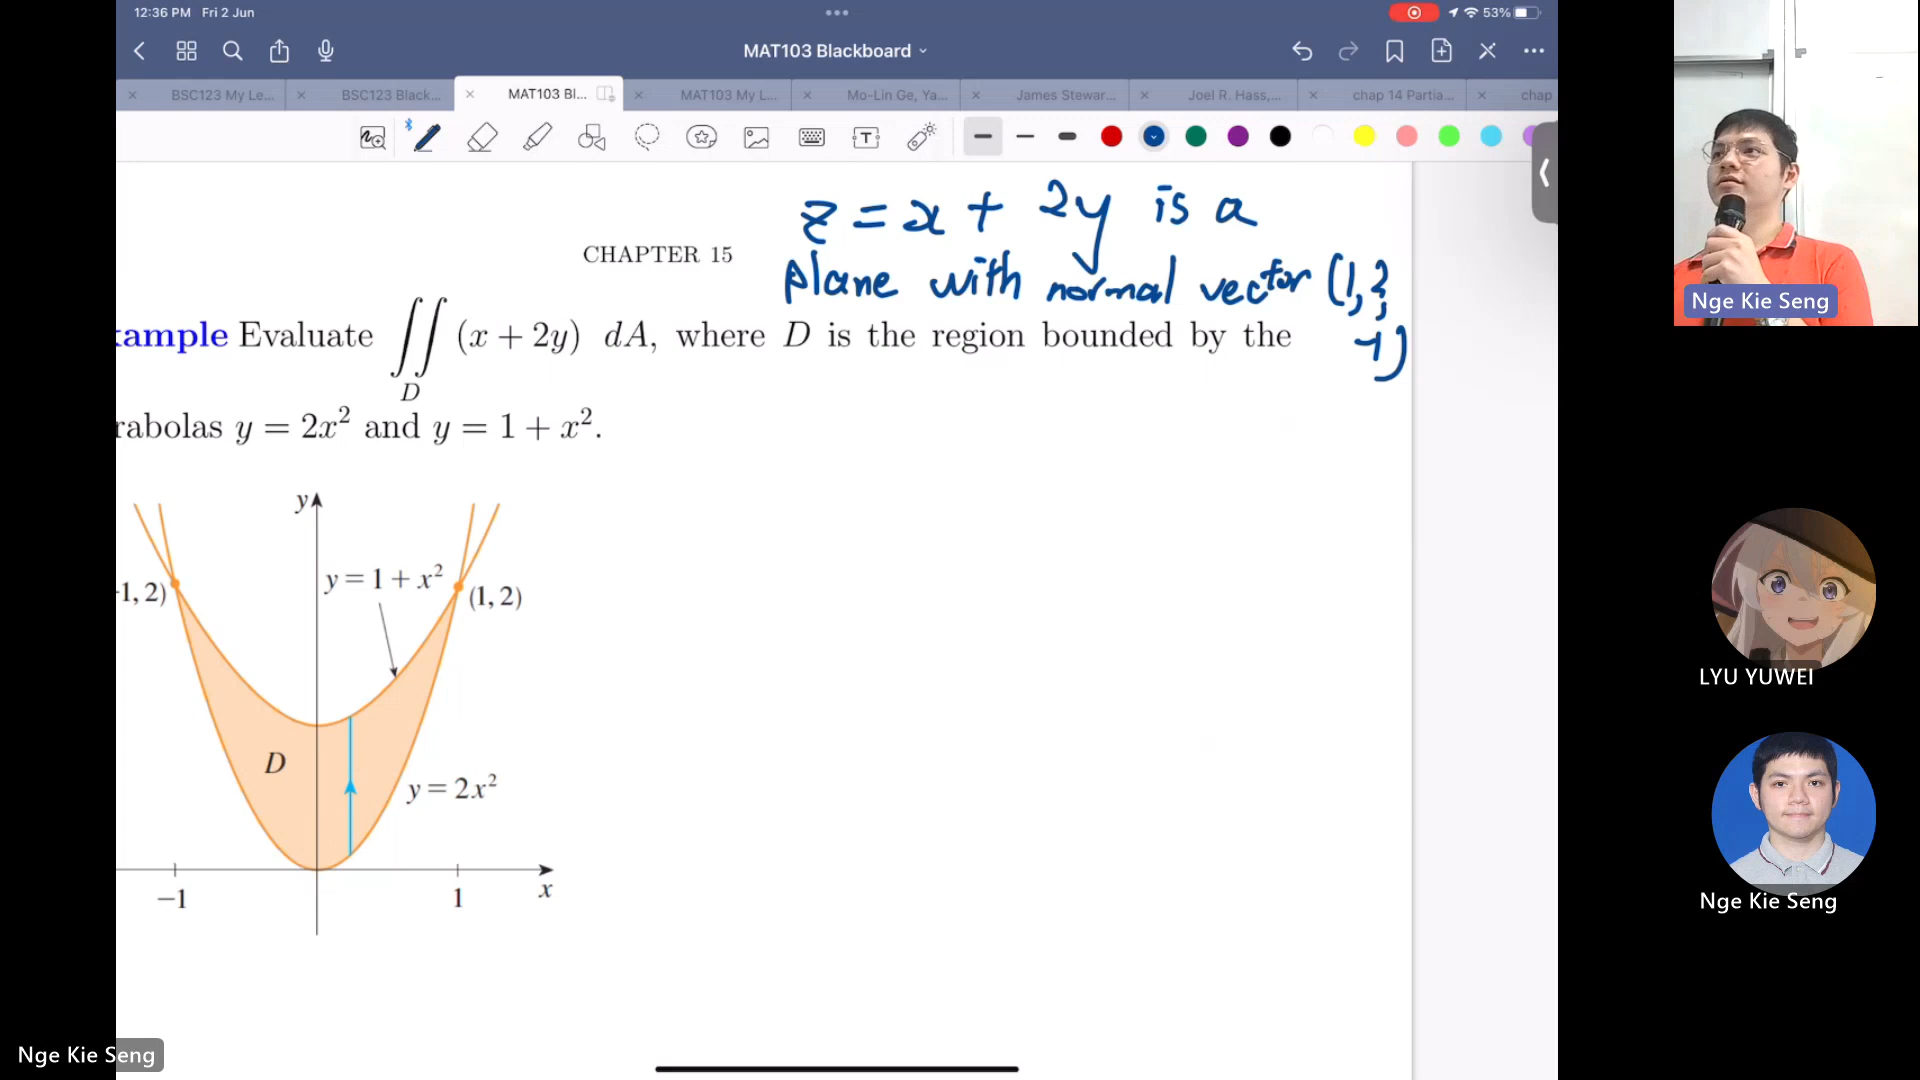 12:36 PM Fri 2 Jun
53%
MAT103 Blackboard
BSC123 My Le...
BSC123 Black...
MAT103 Bl...
MAT103 My L...
Mo-Lin Ge, Ya...
James Stewar...
Joel R. Hass,...
chap 14 Partia...
chap
z = x + 2y is a
CHAPTER 15
plane with normal vector (1, 2,
-1)
xample Evaluate ∬_D (x + 2y) dA, where D is the region bounded by the
rabolas y = 2x² and y = 1 + x².
y
y = 1 + x²
-1, 2)
(1, 2)
D
y = 2x²
−1
1
x
Nge Kie Seng
LYU YUWEI
Nge Kie Seng
Nge Kie Seng